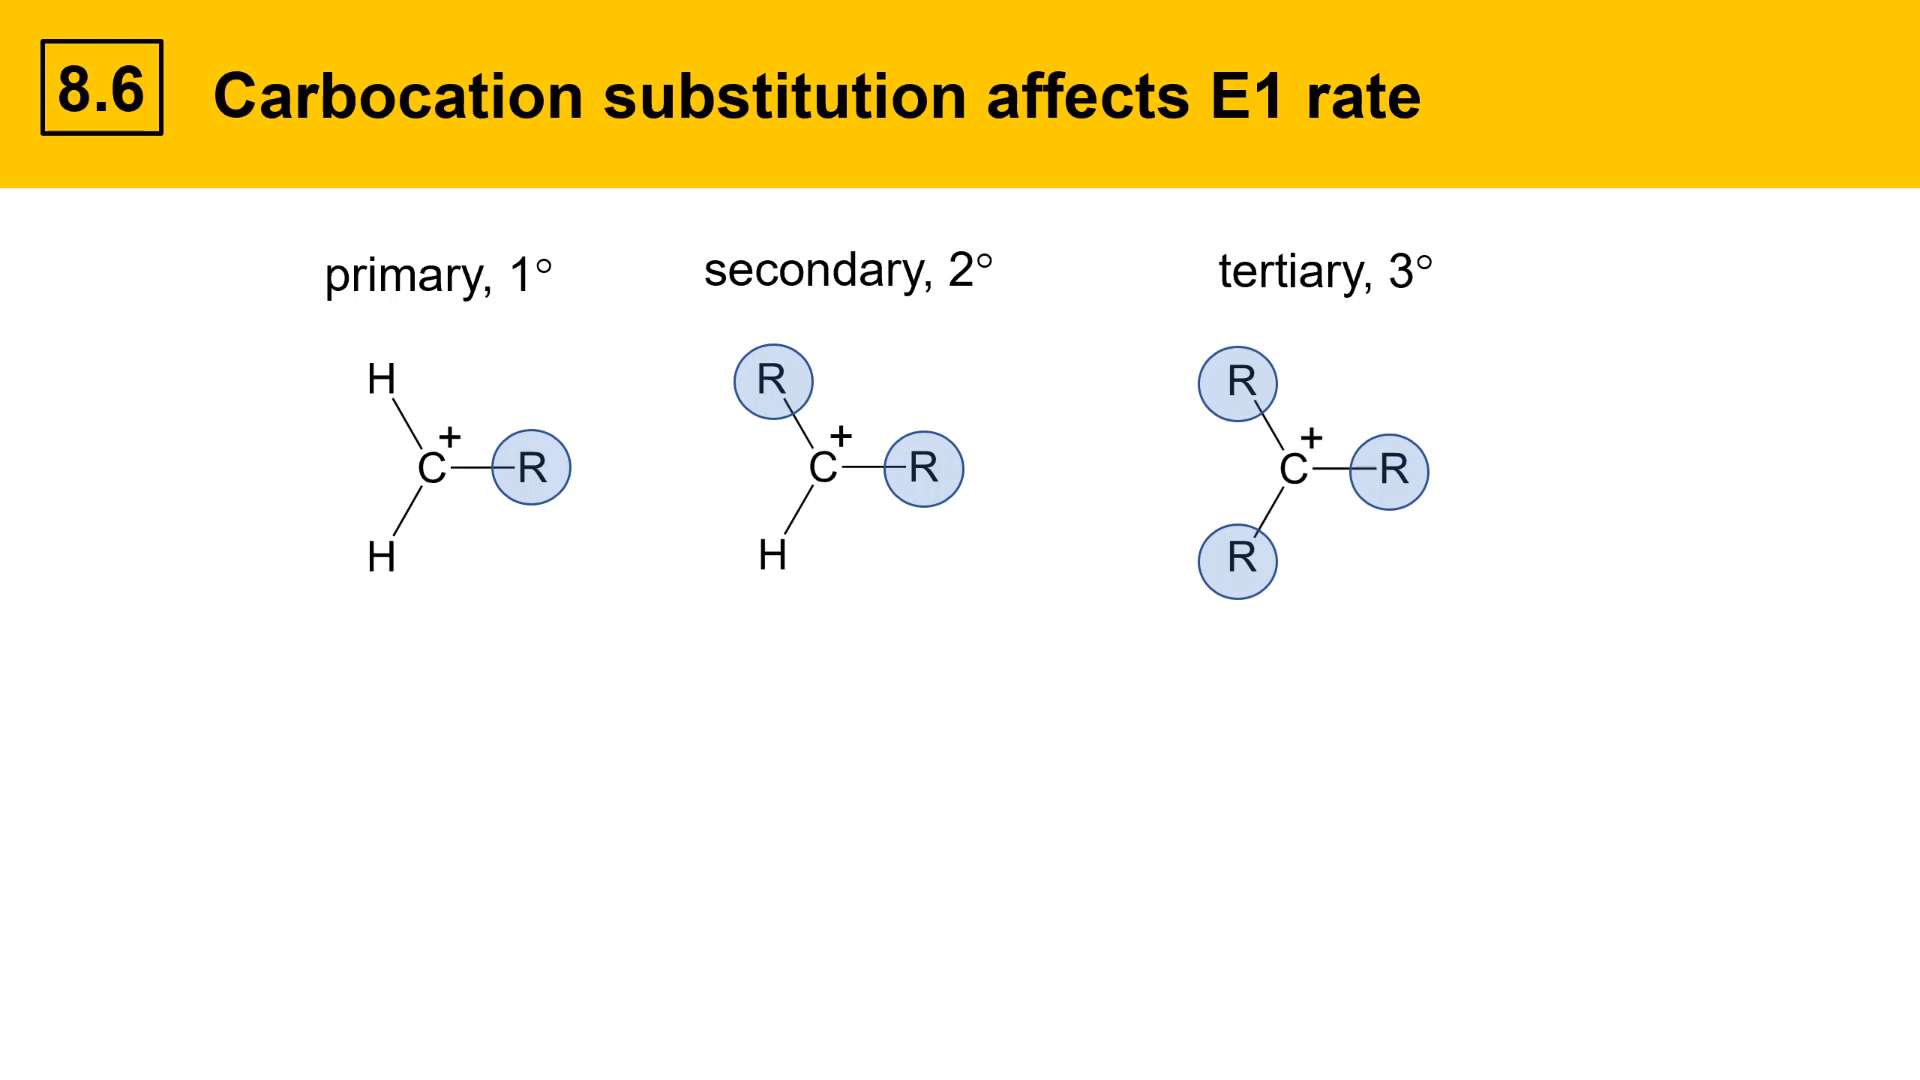 8.6 Carbocation substitution affects E1 rate
primary, 1° secondary, 2° tertiary, 3°
H R R
+ + +
C R C R C R
H H R